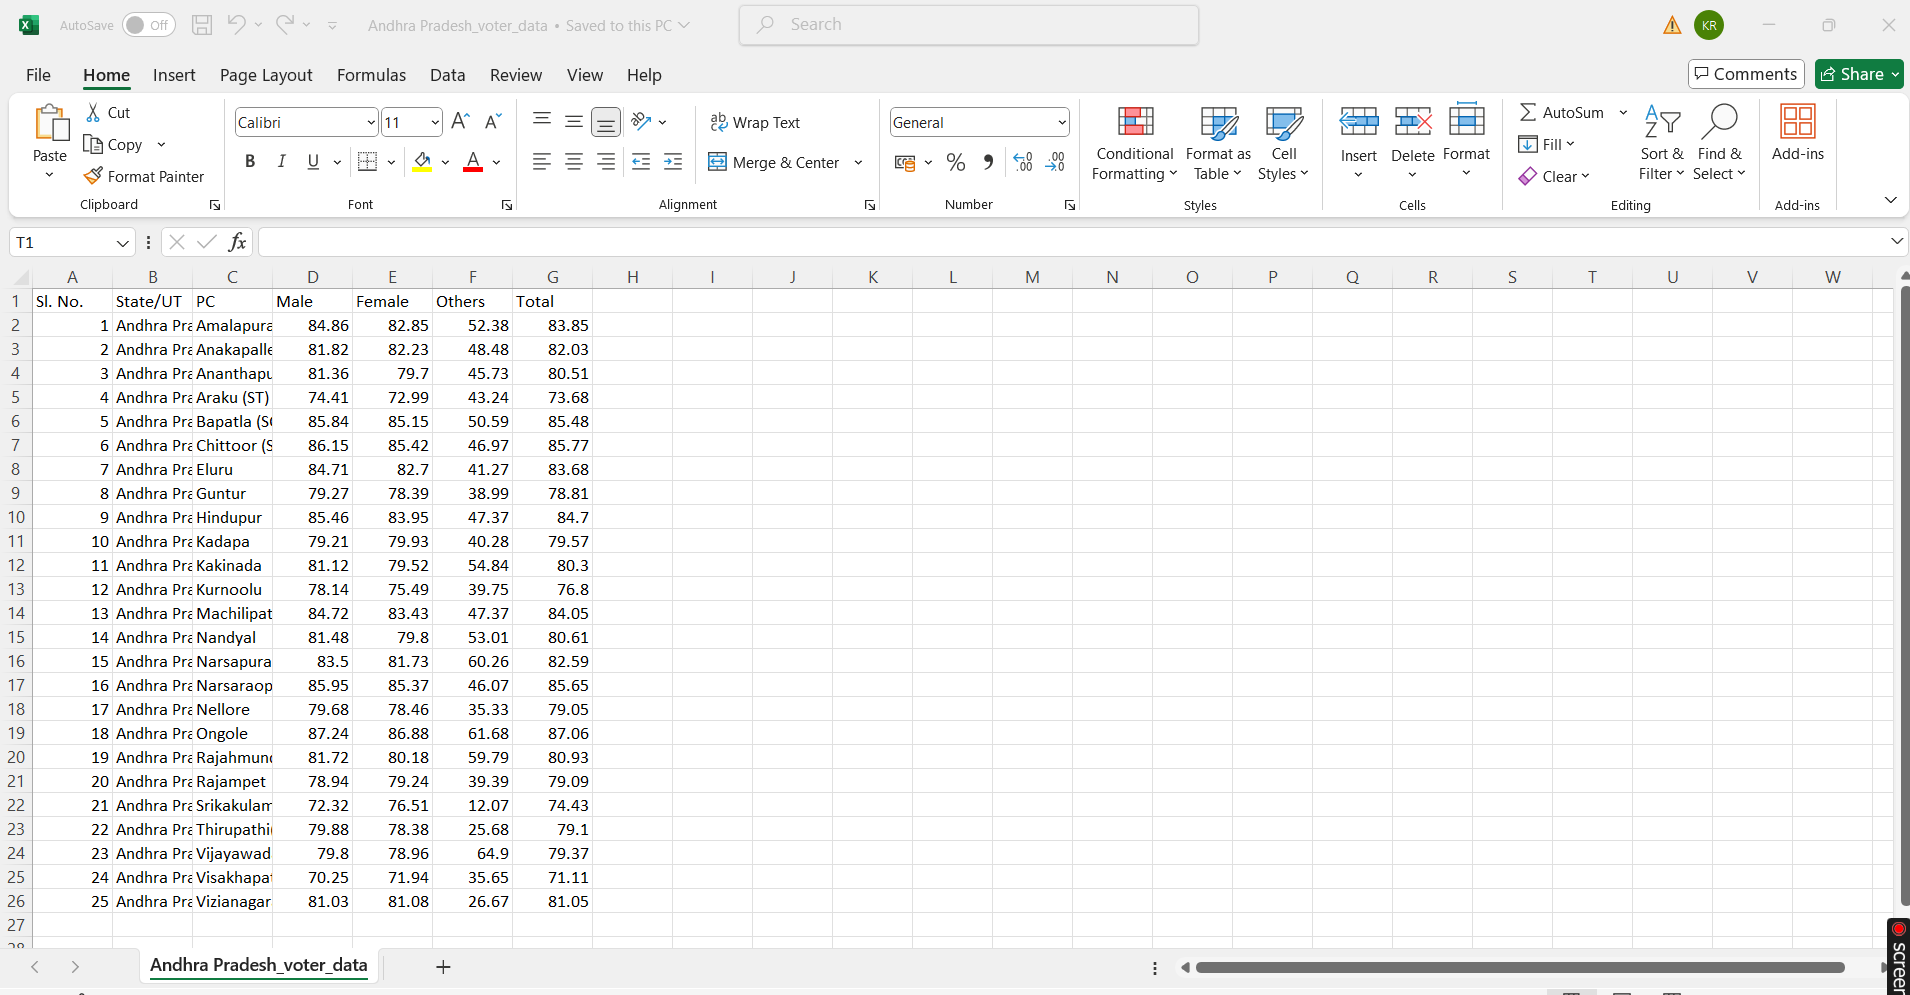 AutoSave Off Andhra Pradesh_voter_data • Saved to this PC Search KR
File Home Insert Page Layout Formulas Data Review View Help Comments Share
Paste Cut Copy Format Painter Clipboard
Calibri 11 B I U A Font
Wrap Text Merge & Center Alignment
General % Number
Conditional Formatting Format as Table Cell Styles Styles
Insert Delete Format Cells
AutoSum Fill Clear Sort & Filter Find & Select Editing
Add-ins Add-ins
T1 fx
A B C D E F G H I J K L M N O P Q R S T U V W
1 Sl. No. State/UT PC Male Female Others Total
2 1 Andhra Pra Amalapura 84.86 82.85 52.38 83.85
3 2 Andhra Pra Anakapalle 81.82 82.23 48.48 82.03
4 3 Andhra Pra Ananthapu 81.36 79.7 45.73 80.51
5 4 Andhra Pra Araku (ST) 74.41 72.99 43.24 73.68
6 5 Andhra Pra Bapatla (SC 85.84 85.15 50.59 85.48
7 6 Andhra Pra Chittoor (S 86.15 85.42 46.97 85.77
8 7 Andhra Pra Eluru 84.71 82.7 41.27 83.68
9 8 Andhra Pra Guntur 79.27 78.39 38.99 78.81
10 9 Andhra Pra Hindupur 85.46 83.95 47.37 84.7
11 10 Andhra Pra Kadapa 79.21 79.93 40.28 79.57
12 11 Andhra Pra Kakinada 81.12 79.52 54.84 80.3
13 12 Andhra Pra Kurnoolu 78.14 75.49 39.75 76.8
14 13 Andhra Pra Machilipat 84.72 83.43 47.37 84.05
15 14 Andhra Pra Nandyal 81.48 79.8 53.01 80.61
16 15 Andhra Pra Narsapura 83.5 81.73 60.26 82.59
17 16 Andhra Pra Narsaraop 85.95 85.37 46.07 85.65
18 17 Andhra Pra Nellore 79.68 78.46 35.33 79.05
19 18 Andhra Pra Ongole 87.24 86.88 61.68 87.06
20 19 Andhra Pra Rajahmund 81.72 80.18 59.79 80.93
21 20 Andhra Pra Rajampet 78.94 79.24 39.39 79.09
22 21 Andhra Pra Srikakulam 72.32 76.51 12.07 74.43
23 22 Andhra Pra Thirupathi 79.88 78.38 25.68 79.1
24 23 Andhra Pra Vijayawad 79.8 78.96 64.9 79.37
25 24 Andhra Pra Visakhapat 70.25 71.94 35.65 71.11
26 25 Andhra Pra Vizianagar 81.03 81.08 26.67 81.05
27
28
Andhra Pradesh_voter_data
screer